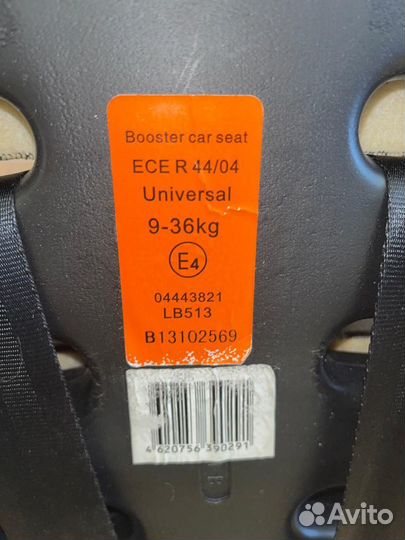 Booster car seat
ECE R 44/04
Universal
9-36kg
E4
04443821
LB513
B13102569
4 620756 390291
Avito